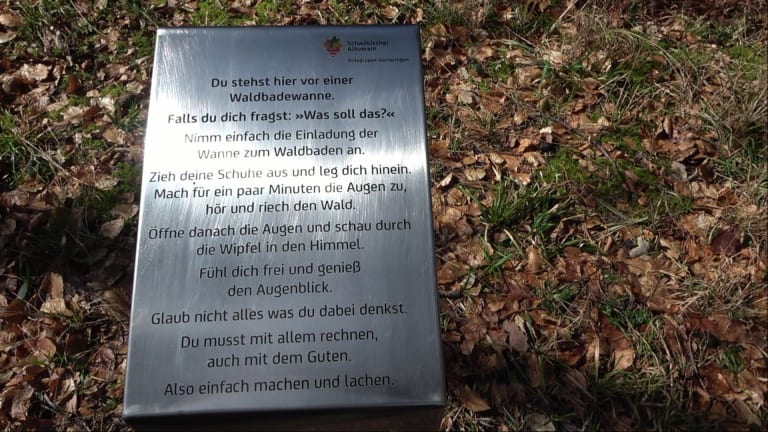 Schwäbischer
Albverein
Ortsgruppe Gomaringen
Du stehst hier vor einer
Waldbadewanne.
Falls du dich fragst: »Was soll das?«
Nimm einfach die Einladung der
Wanne zum Waldbaden an.
Zieh deine Schuhe aus und leg dich hinein.
Mach für ein paar Minuten die Augen zu,
hör und riech den Wald.
Öffne danach die Augen und schau durch
die Wipfel in den Himmel.
Fühl dich frei und genieß
den Augenblick.
Glaub nicht alles was du dabei denkst.
Du musst mit allem rechnen,
auch mit dem Guten.
Also einfach machen und lachen.